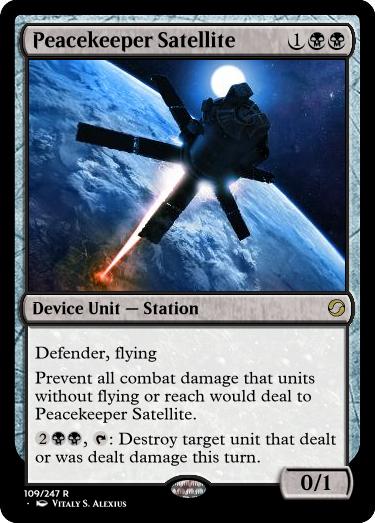 Peacekeeper Satellite 1
Device Unit — Station
Defender, flying
Prevent all combat damage that units
without flying or reach would deal to
Peacekeeper Satellite.
2, : Destroy target unit that dealt
or was dealt damage this turn.
0/1
109/247 R
· Vitaly S. Alexius